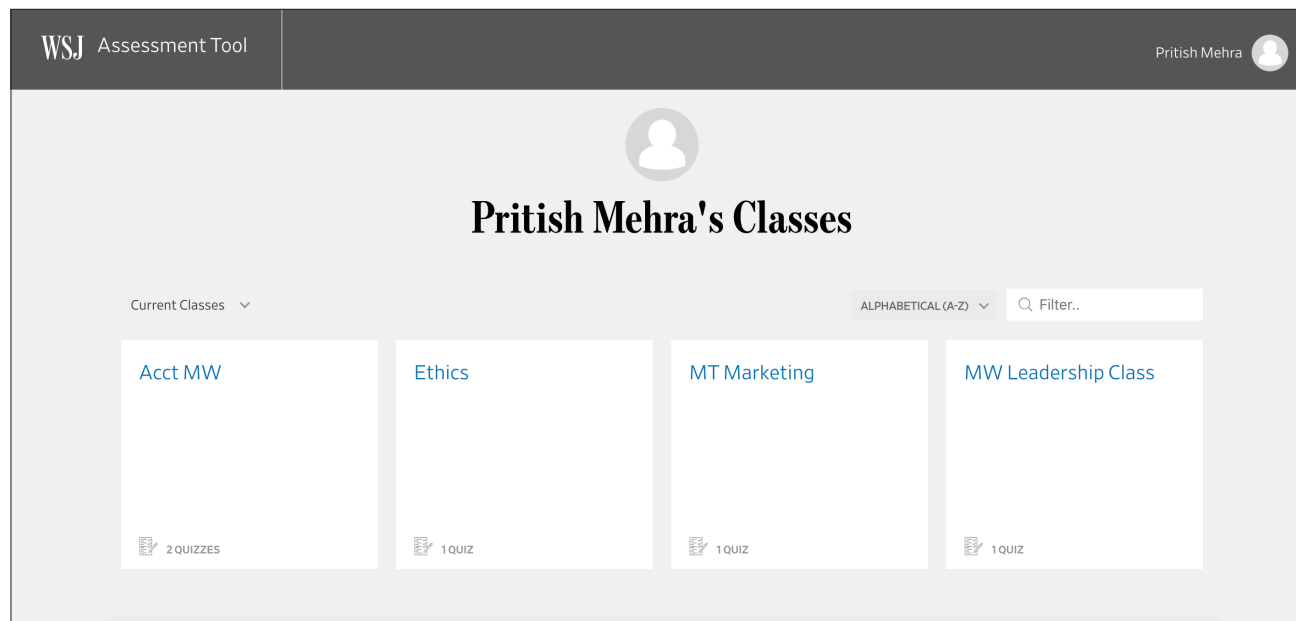 WSJ Assessment Tool
Pritish Mehra
Pritish Mehra's Classes
Current Classes
ALPHABETICAL (A-Z)
Filter..
Acct MW
Ethics
MT Marketing
MW Leadership Class
2 QUIZZES
1 QUIZ
1 QUIZ
1 QUIZ